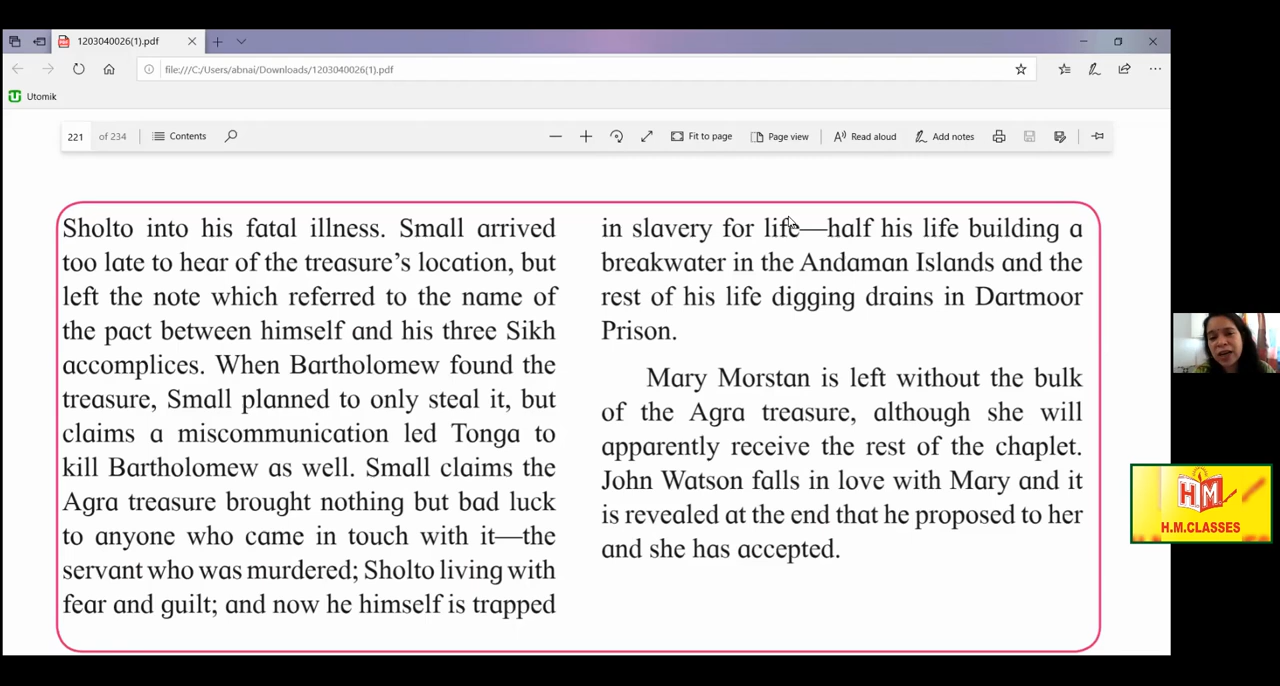 1203040026(1).pdf
file:///C:/Users/abnai/Downloads/1203040026(1).pdf
Utomik
221 of 234 Contents Fit to page Page view Read aloud Add notes
Sholto into his fatal illness. Small arrived
too late to hear of the treasure's location, but
left the note which referred to the name of
the pact between himself and his three Sikh
accomplices. When Bartholomew found the
treasure, Small planned to only steal it, but
claims a miscommunication led Tonga to
kill Bartholomew as well. Small claims the
Agra treasure brought nothing but bad luck
to anyone who came in touch with it—the
servant who was murdered; Sholto living with
fear and guilt; and now he himself is trapped
in slavery for life—half his life building a
breakwater in the Andaman Islands and the
rest of his life digging drains in Dartmoor
Prison.
Mary Morstan is left without the bulk
of the Agra treasure, although she will
apparently receive the rest of the chaplet.
John Watson falls in love with Mary and it
is revealed at the end that he proposed to her
and she has accepted.
HM
H.M.CLASSES